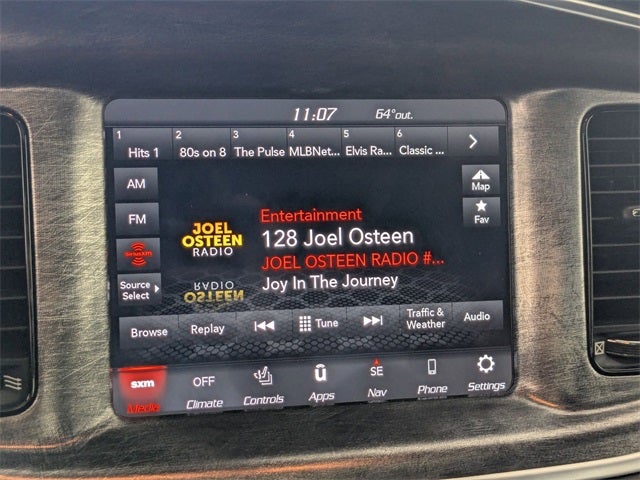 11:07 64°out.
1 2 3 4 5 6
Hits 1 80s on 8 The Pulse MLBNet... Elvis Ra... Classic ...
AM
Map
FM
Fav
SiriusXM
Source
Select
JOEL
OSTEEN
RADIO
Entertainment
128 Joel Osteen
JOEL OSTEEN RADIO #...
Joy In The Journey
Browse Replay Tune Traffic &
Weather Audio
sxm OFF SE
Media Climate Controls Apps Nav Phone Settings